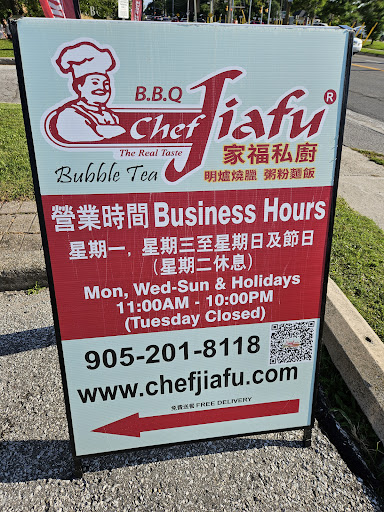 B.B.Q
Chef Jiafu®
The Real Taste
Bubble Tea
家福私廚
明爐燒臘 粥粉麵飯
營業時間 Business Hours
星期一, 星期三至星期日及節日
(星期二休息)
Mon, Wed-Sun & Holidays
11:00AM - 10:00PM
(Tuesday Closed)
905-201-8118
www.chefjiafu.com
免費送餐 FREE DELIVERY